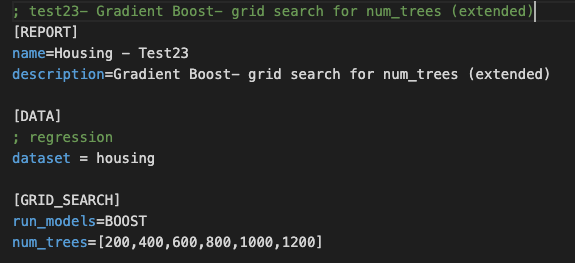 ; test23- Gradient Boost- grid search for num_trees (extended)
[REPORT]
name=Housing - Test23
description=Gradient Boost- grid search for num_trees (extended)
[DATA]
; regression
dataset = housing
[GRID_SEARCH]
run_models=BOOST
num_trees=[200,400,600,800,1000,1200]